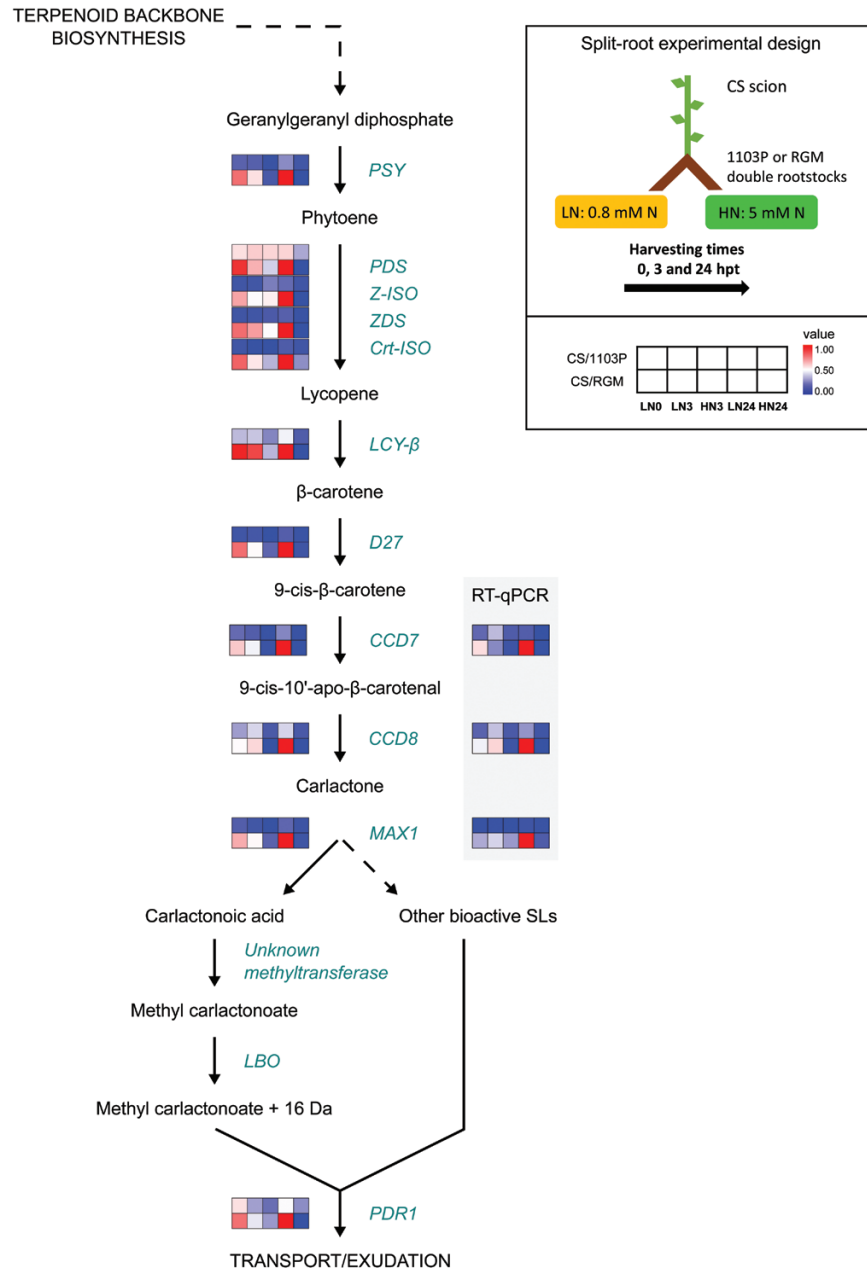 TERPENOID BACKBONE
BIOSYNTHESIS
Geranylgeranyl diphosphate
PSY
Phytoene
PDS
Z-ISO
ZDS
Crt-ISO
Lycopene
LCY-β
β-carotene
D27
9-cis-β-carotene
RT-qPCR
CCD7
9-cis-10'-apo-β-carotenal
CCD8
Carlactone
MAX1
Carlactonoic acid
Other bioactive SLs
Unknown
methyltransferase
Methyl carlactonoate
LBO
Methyl carlactonoate + 16 Da
PDR1
TRANSPORT/EXUDATION
Split-root experimental design
CS scion
1103P or RGM
double rootstocks
LN: 0.8 mM N
HN: 5 mM N
Harvesting times
0, 3 and 24 hpt
value
CS/1103P
CS/RGM
1.00
0.50
0.00
LN0 LN3 HN3 LN24 HN24